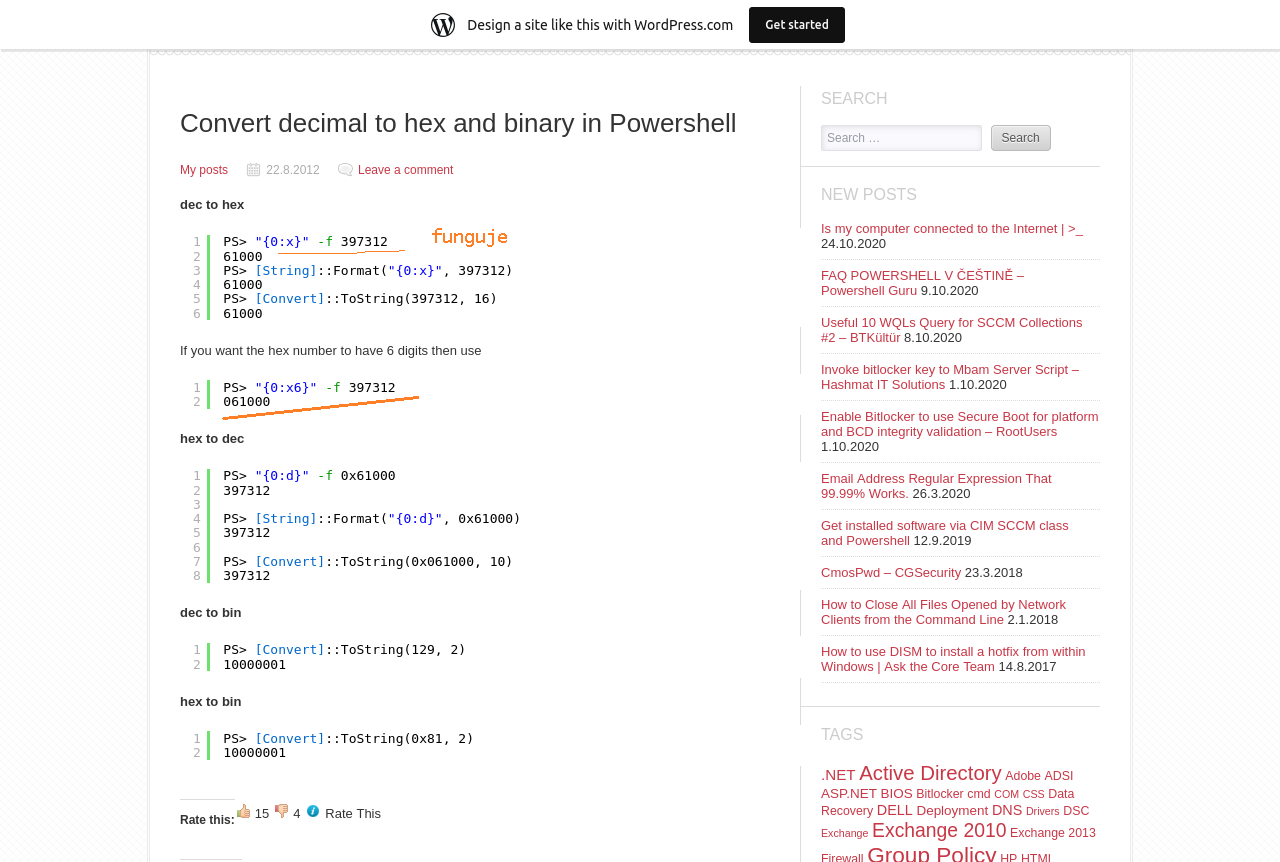 Design a site like this with WordPress.com
Get started
Convert decimal to hex and binary in Powershell
My posts 22.8.2012 Leave a comment
dec to hex
1 PS> "{0:x}" -f 397312
funguje
2 61000
3 PS> [String]::Format("{0:x}", 397312)
4 61000
5 PS> [Convert]::ToString(397312, 16)
6 61000
If you want the hex number to have 6 digits then use
1 PS> "{0:x6}" -f 397312
2 061000
hex to dec
1 PS> "{0:d}" -f 0x61000
2 397312
3
4 PS> [String]::Format("{0:d}", 0x61000)
5 397312
6
7 PS> [Convert]::ToString(0x061000, 10)
8 397312
dec to bin
1 PS> [Convert]::ToString(129, 2)
2 10000001
hex to bin
1 PS> [Convert]::ToString(0x81, 2)
2 10000001
Rate this: 15 4 Rate This
SEARCH
Search … Search
NEW POSTS
Is my computer connected to the Internet | >_
24.10.2020
FAQ POWERSHELL V ČEŠTINĚ –
Powershell Guru 9.10.2020
Useful 10 WQLs Query for SCCM Collections
#2 – BTKültür 8.10.2020
Invoke bitlocker key to Mbam Server Script –
Hashmat IT Solutions 1.10.2020
Enable Bitlocker to use Secure Boot for platform
and BCD integrity validation – RootUsers
1.10.2020
Email Address Regular Expression That
99.99% Works. 26.3.2020
Get installed software via CIM SCCM class
and Powershell 12.9.2019
CmosPwd – CGSecurity 23.3.2018
How to Close All Files Opened by Network
Clients from the Command Line 2.1.2018
How to use DISM to install a hotfix from within
Windows | Ask the Core Team 14.8.2017
TAGS
.NET Active Directory Adobe ADSI
ASP.NET BIOS Bitlocker cmd COM CSS Data
Recovery DELL Deployment DNS Drivers DSC
Exchange Exchange 2010 Exchange 2013
Firewall Group Policy HP HTML